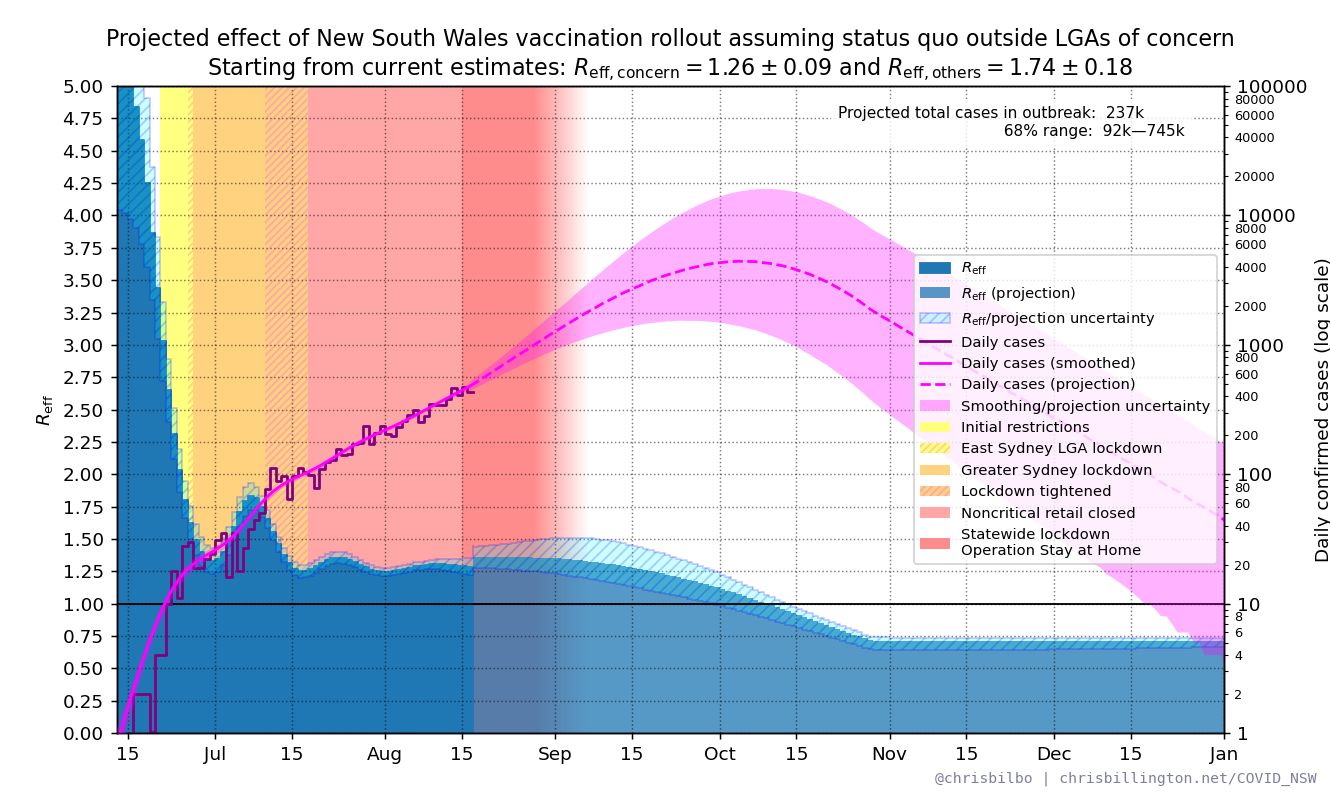 Projected effect of New South Wales vaccination rollout assuming status quo outside LGAs of concern
Starting from current estimates: Reff, concern = 1.26 ± 0.09 and Reff, others = 1.74 ± 0.18
Projected total cases in outbreak: 237k
68% range: 92k—745k
Reff
5.00
4.75
4.50
4.25
4.00
3.75
3.50
3.25
3.00
2.75
2.50
2.25
2.00
1.75
1.50
1.25
1.00
0.75
0.50
0.25
0.00
Reff
Reff (projection)
Reff/projection uncertainty
Daily cases
Daily cases (smoothed)
Daily cases (projection)
Smoothing/projection uncertainty
Initial restrictions
East Sydney LGA lockdown
Greater Sydney lockdown
Lockdown tightened
Noncritical retail closed
Statewide lockdown
Operation Stay at Home
100000
80000
60000
40000
20000
10000
8000
6000
4000
2000
1000
800
600
400
200
100
80
60
40
20
10
8
6
4
2
1
Daily confirmed cases (log scale)
15 Jul 15 Aug 15 Sep 15 Oct 15 Nov 15 Dec 15 Jan
@chrisbilbo | chrisbillington.net/COVID_NSW